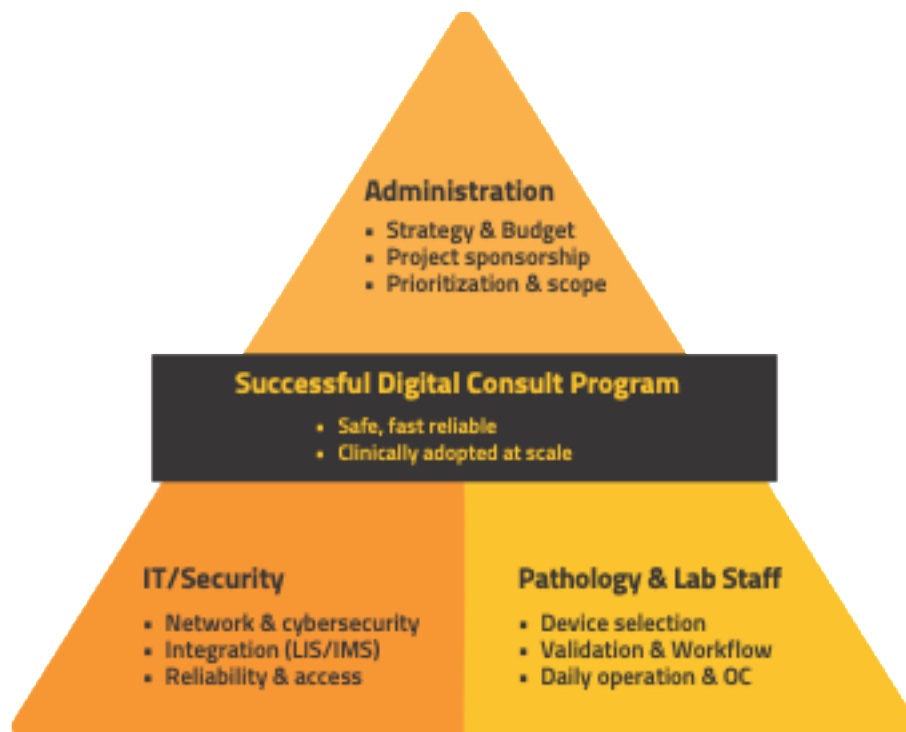 Administration
▪ Strategy & Budget
▪ Project sponsorship
▪ Prioritization & scope
Successful Digital Consult Program
• Safe, fast reliable
• Clinically adopted at scale
IT/Security
▪ Network & cybersecurity
▪ Integration (LIS/IMS)
▪ Reliability & access
Pathology & Lab Staff
▪ Device selection
▪ Validation & Workflow
▪ Daily operation & OC